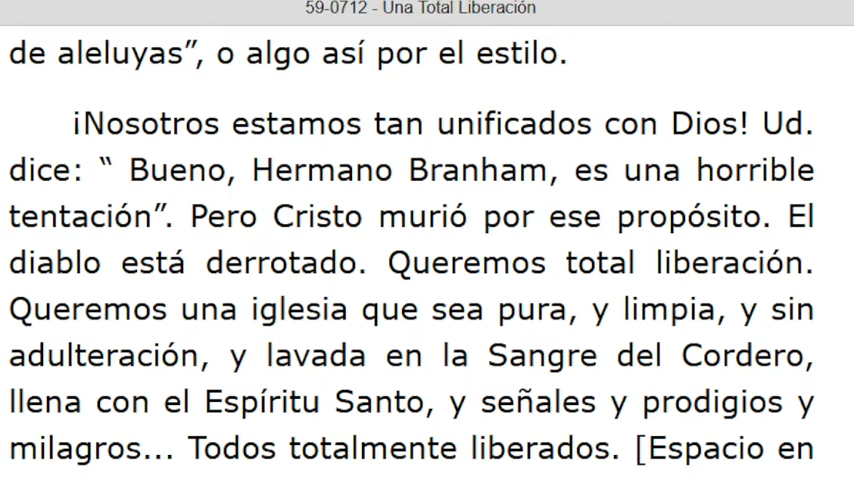 59-0712 - Una Total Liberación
de aleluyas”, o algo así por el estilo.
¡Nosotros estamos tan unificados con Dios! Ud.
dice: “ Bueno, Hermano Branham, es una horrible
tentación”. Pero Cristo murió por ese propósito. El
diablo está derrotado. Queremos total liberación.
Queremos una iglesia que sea pura, y limpia, y sin
adulteración, y lavada en la Sangre del Cordero,
llena con el Espíritu Santo, y señales y prodigios y
milagros... Todos totalmente liberados. [Espacio en